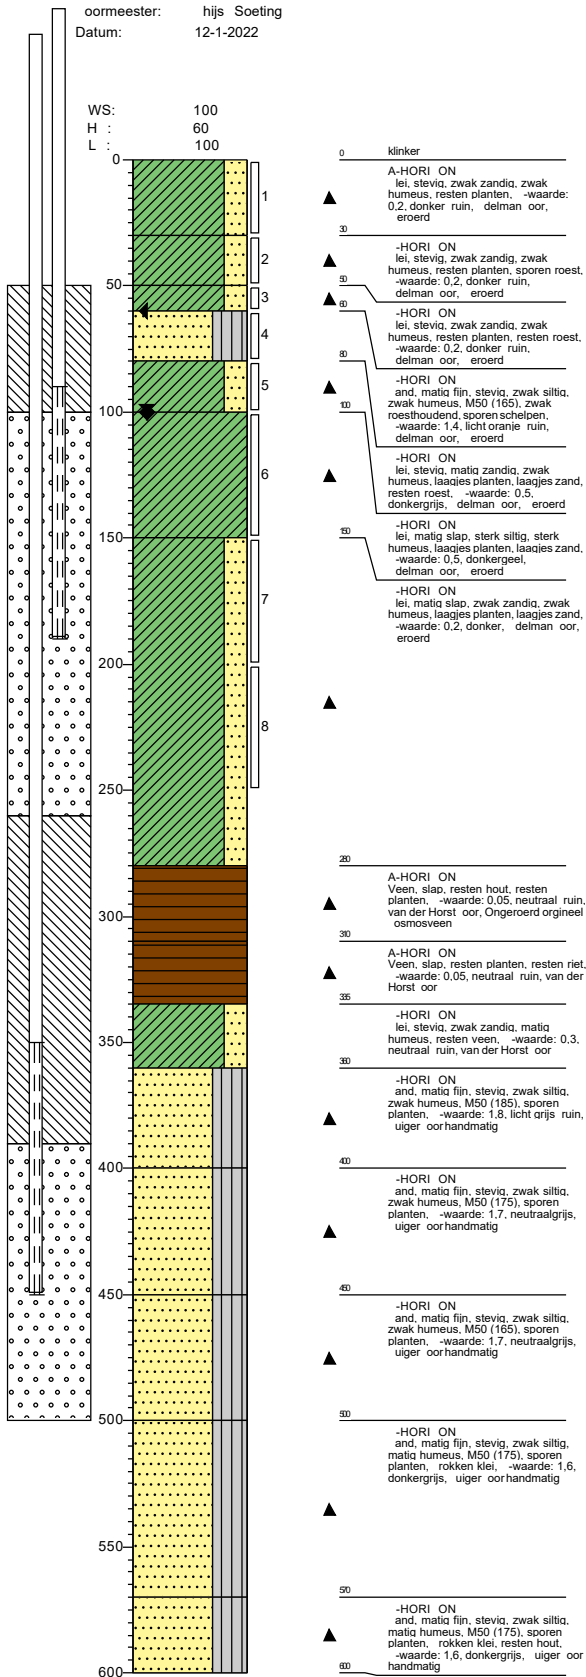 oormeester: hijs Soeting
Datum: 12-1-2022
WS: 100
H : 60
L : 100
0
50
100
150
200
250
300
350
400
450
500
550
600
1
2
3
4
5
6
7
8
0 klinker
A-HORI ON
lei, stevig, zwak zandig, zwak
humeus, resten planten, -waarde:
0,2, donker ruin, delman oor,
eroerd
30
-HORI ON
lei, stevig, zwak zandig, zwak
humeus, resten planten, sporen roest,
-waarde: 0,2, donker ruin,
delman oor, eroerd
50
-HORI ON
lei, stevig, zwak zandig, zwak
humeus, resten planten, resten roest,
-waarde: 0,2, donker ruin,
delman oor, eroerd
60
-HORI ON
and, matig fijn, stevig, zwak siltig,
zwak humeus, M50 (165), zwak
roesthoudend, sporen schelpen,
-waarde: 1,4, licht oranje ruin,
delman oor, eroerd
80
-HORI ON
lei, stevig, matig zandig, zwak
humeus, laagjes planten, laagjes zand,
resten roest, -waarde: 0,5,
donkergrijs, delman oor, eroerd
100
-HORI ON
lei, matig slap, sterk siltig, sterk
humeus, laagjes planten, laagjes zand,
-waarde: 0,5, donkergeel,
delman oor, eroerd
150
-HORI ON
lei, matig slap, zwak zandig, zwak
humeus, laagjes planten, laagjes zand,
-waarde: 0,2, donker, delman oor,
eroerd
280
A-HORI ON
Veen, slap, resten hout, resten
planten, -waarde: 0,05, neutraal ruin,
van der Horst oor, Ongeroerd orgineel
osmosveen
310
A-HORI ON
Veen, slap, resten planten, resten riet,
-waarde: 0,05, neutraal ruin, van der
Horst oor
335
-HORI ON
lei, stevig, zwak zandig, matig
humeus, resten veen, -waarde: 0,3,
neutraal ruin, van der Horst oor
360
-HORI ON
and, matig fijn, stevig, zwak siltig,
zwak humeus, M50 (185), sporen
planten, -waarde: 1,8, licht grijs ruin,
uiger oorhandmatig
400
-HORI ON
and, matig fijn, stevig, zwak siltig,
zwak humeus, M50 (175), sporen
planten, -waarde: 1,7, neutraalgrijs,
uiger oorhandmatig
450
-HORI ON
and, matig fijn, stevig, zwak siltig,
zwak humeus, M50 (165), sporen
planten, -waarde: 1,7, neutraalgrijs,
uiger oorhandmatig
500
-HORI ON
and, matig fijn, stevig, zwak siltig,
matig humeus, M50 (175), sporen
planten, rokken klei, -waarde: 1,6,
donkergrijs, uiger oorhandmatig
570
-HORI ON
and, matig fijn, stevig, zwak siltig,
matig humeus, M50 (175), sporen
planten, rokken klei, resten hout,
-waarde: 1,6, donkergrijs, uiger oor
handmatig
600